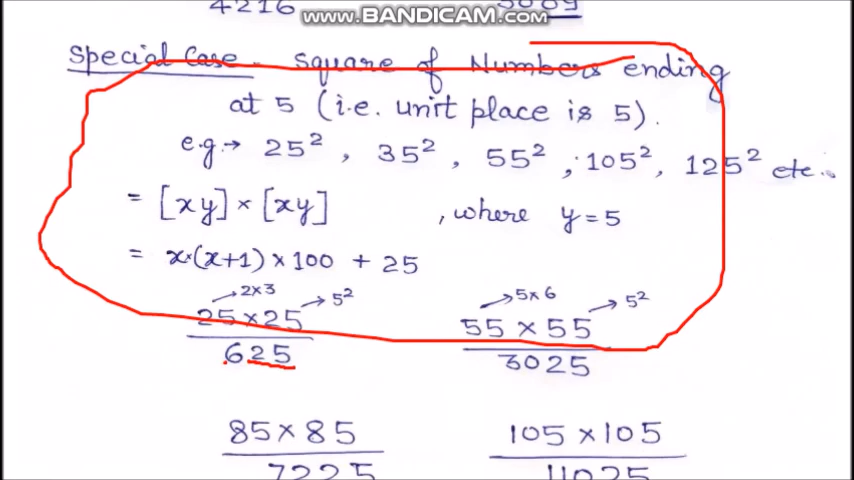 4216 5009
www.BANDICAM.com
Special Case - Square of Numbers ending
at 5 (i.e. unit place is 5).
e.g.→ 25², 35², 55², 105², 125² etc.
= [xy] × [xy] , where y = 5
= x×(x+1) × 100 + 25
→ 2×3 → 5² → 5×6 → 5²
25 × 25 55 × 55
625 3025
85 × 85 105 × 105
7225 11025